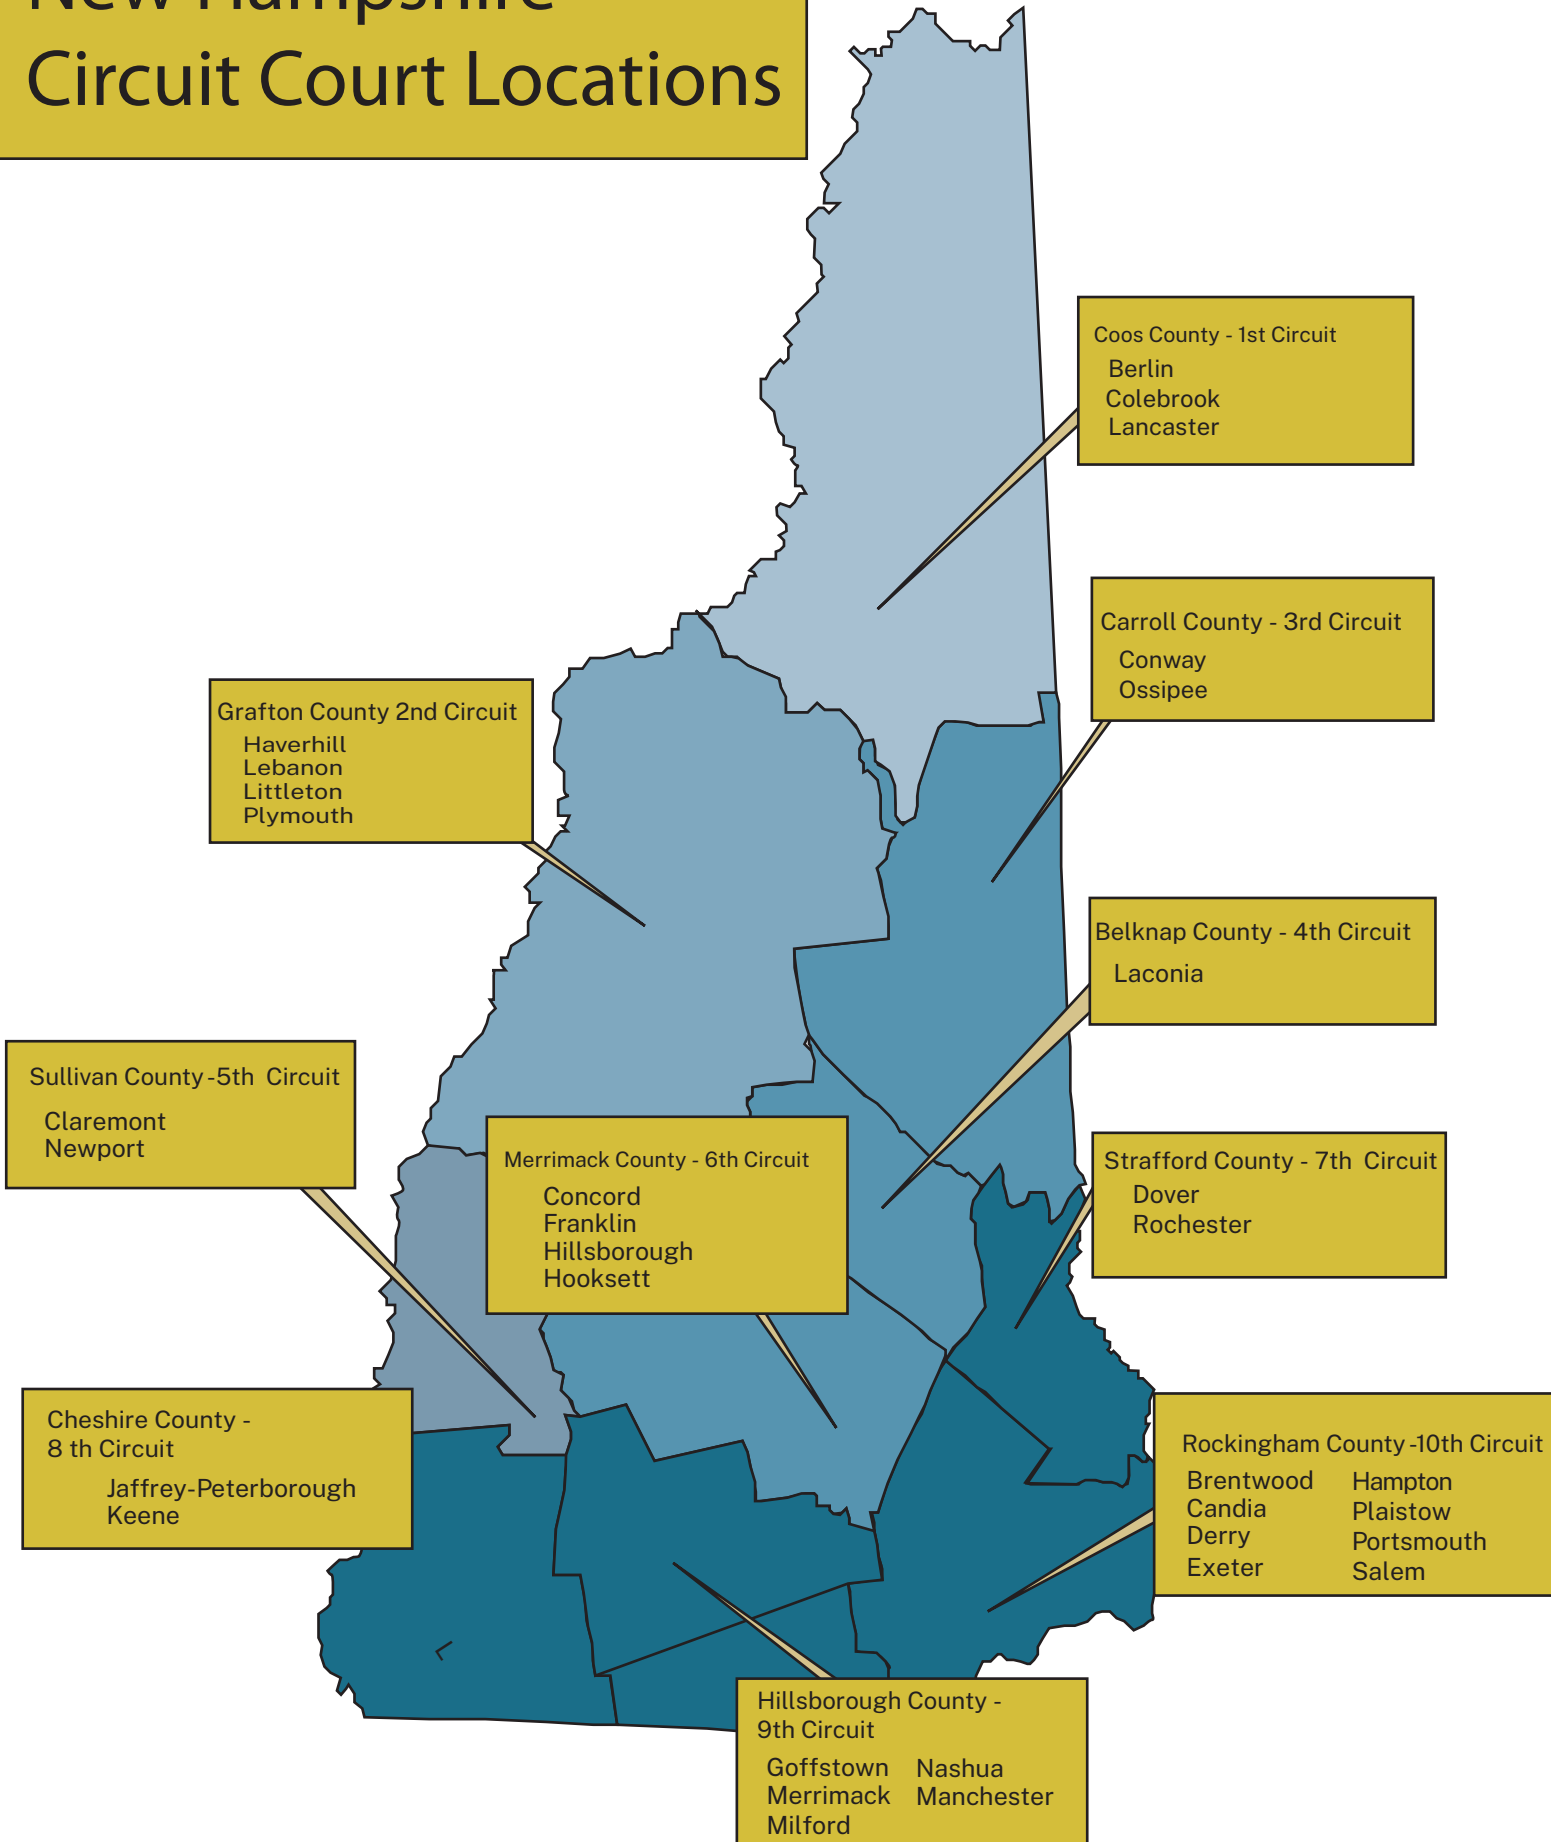 New Hampshire
Circuit Court Locations
Coos County - 1st Circuit
Berlin
Colebrook
Lancaster
Carroll County - 3rd Circuit
Conway
Ossipee
Grafton County 2nd Circuit
Haverhill
Lebanon
Littleton
Plymouth
Belknap County - 4th Circuit
Laconia
Sullivan County -5th Circuit
Claremont
Newport
Merrimack County - 6th Circuit
Concord
Franklin
Hillsborough
Hooksett
Strafford County - 7th Circuit
Dover
Rochester
Cheshire County -
8 th Circuit
Jaffrey-Peterborough
Keene
Rockingham County -10th Circuit
Brentwood
Candia
Derry
Exeter
Hampton
Plaistow
Portsmouth
Salem
Hillsborough County -
9th Circuit
Goffstown
Merrimack
Milford
Nashua
Manchester